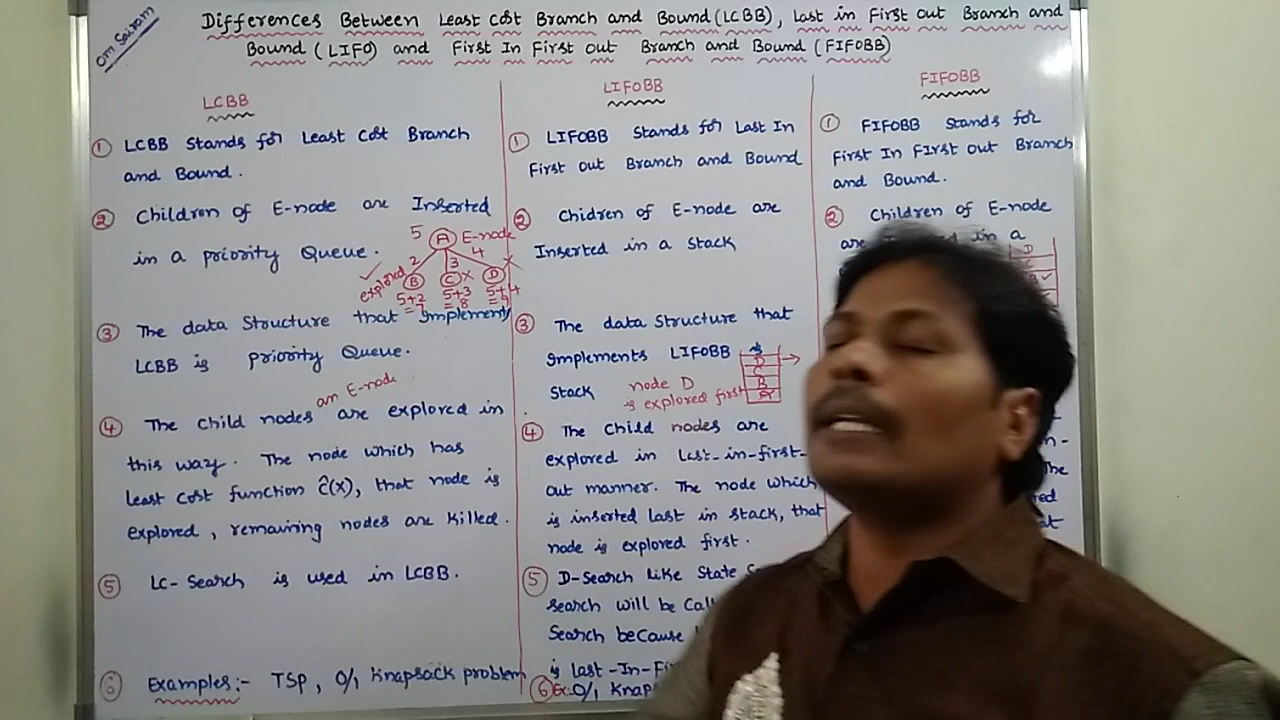 om Sairam
Differences Between Least Cost Branch and Bound (LCBB), Last in First out Branch and
Bound (LIFO) and First In First out Branch and Bound (FIFOBB)
LCBB
① LCBB Stands for Least Cost Branch
and Bound.
② Children of E-node are Inserted
in a priority Queue.
5 A E-node
2 3 4
✓ explored B C x D x
5+2 5+3 5+4
=7 =8 =9
③ The data Structure that Implements
LCBB is priority Queue.
an E-node
④ The child nodes are explored in
this way. The node which has
least cost function ĉ(x), that node is
explored, remaining nodes are killed.
⑤ LC-Search is used in LCBB.
⑥ Examples:- TSP, 0/1 Knapsack problem
LIFOBB
① LIFOBB Stands for Last In
First out Branch and Bound
② Chidren of E-node are
Inserted in a Stack
③ The data Structure that
Implements LIFOBB
Stack
D
C
B
node D
is explored first
④ The Child nodes are
explored in last-in-first-
out manner. The node which
is inserted last in stack, that
node is explored first.
⑤ D-Search Like State
Search will be
Search because
is last-In-
⑥ Ex: 0/1
FIFOBB
① FIFOBB Stands for
First In First out Branch
and Bound.
② Children of E-node
are in a
D
C
The